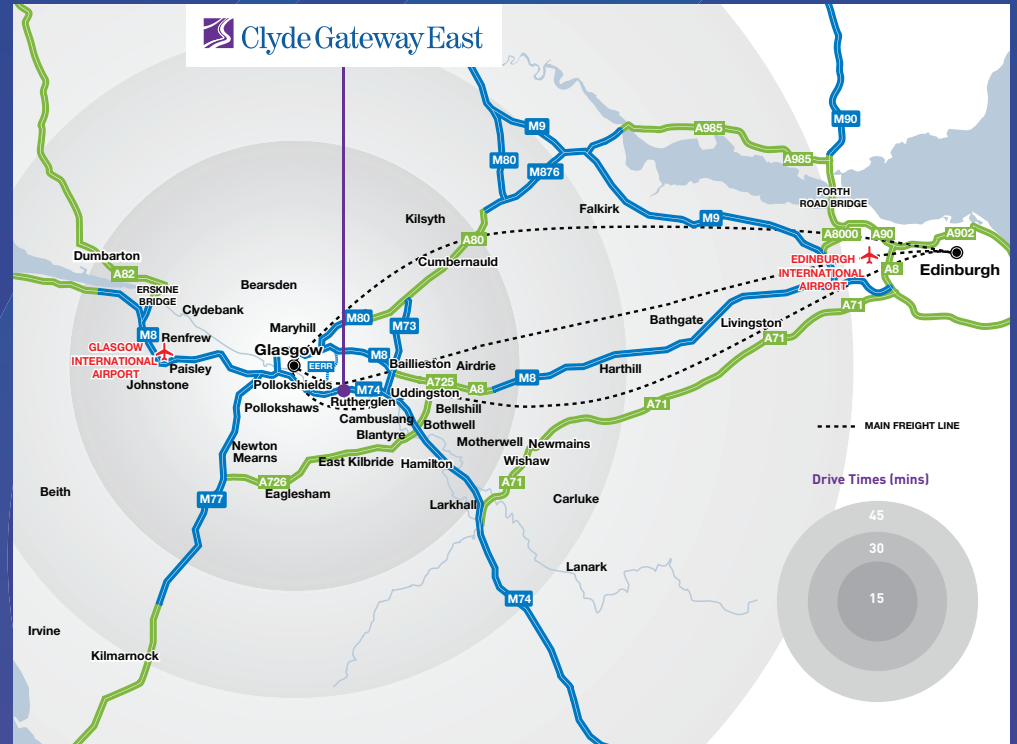 Clyde Gateway East
M90
M9
A985
M80
A985
M876
FORTH
ROAD BRIDGE
Falkirk
Kilsyth
M9
A8000
A90
A902
A80
Dumbarton
Cumbernauld
EDINBURGH
INTERNATIONAL
AIRPORT
A8
Edinburgh
A82
Bearsden
ERSKINE
BRIDGE
Clydebank
A71
M80
Bathgate
Livingston
Maryhill
M73
M8
Renfrew
A71
GLASGOW
INTERNATIONAL
AIRPORT
Glasgow
M8
Paisley
EERR
Baillieston
Airdrie
Harthill
Johnstone
Pollokshields
M74
A725
A8
M8
Uddingston
Rutherglen
A71
Pollokshaws
Bellshill
Cambuslang
Bothwell
MAIN FREIGHT LINE
Blantyre
Newton
Mearns
Motherwell
Newmains
East Kilbride
Hamilton
Wishaw
A726
A71
Drive Times (mins)
Beith
Eaglesham
M77
Larkhall
Carluke
45
30
Lanark
15
M74
Irvine
Kilmarnock